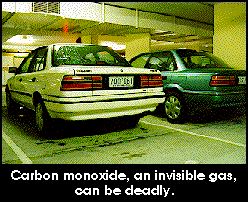 Carbon monoxide, an invisible gas,
can be deadly.